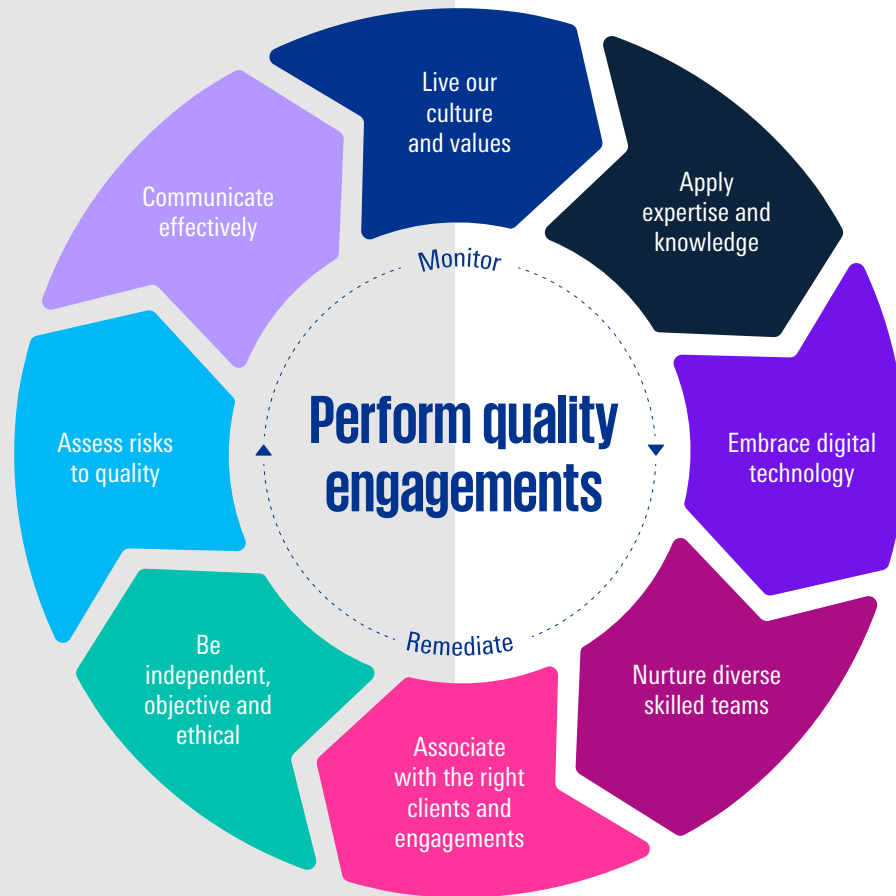 Live our
culture
and values
Apply
expertise and
knowledge
Embrace digital
technology
Nurture diverse
skilled teams
Associate
with the right
clients and
engagements
Be
independent,
objective and
ethical
Assess risks
to quality
Communicate
effectively
Monitor
Perform quality
engagements
Remediate